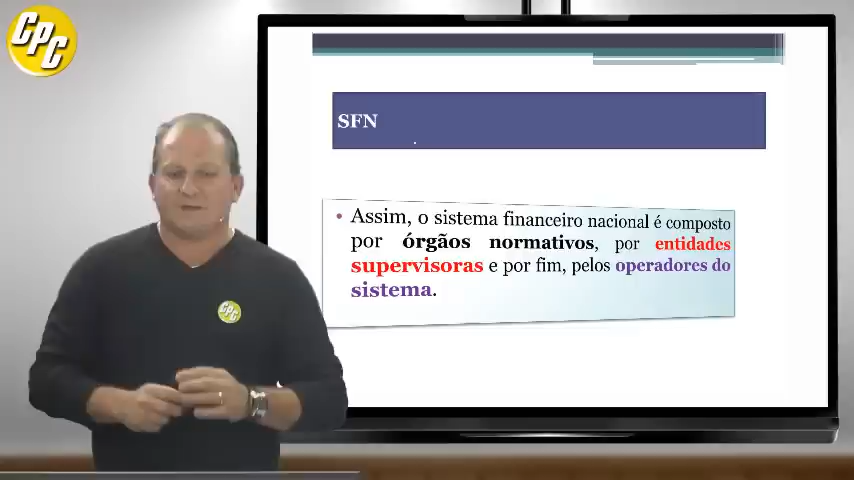 CPC
SFN
• Assim, o sistema financeiro nacional é composto
por órgãos normativos, por entidades
supervisoras e por fim, pelos operadores do
sistema.
CPC